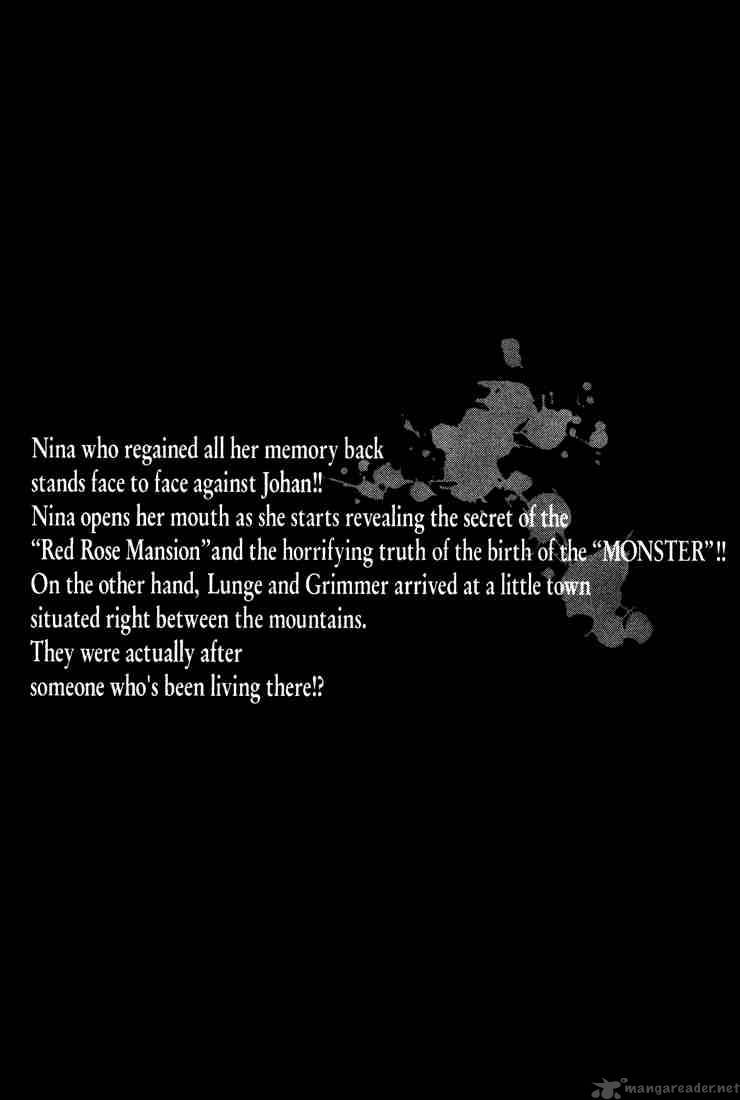 Nina who regained all her memory back
stands face to face against Johan!!
Nina opens her mouth as she starts revealing the secret of the
“Red Rose Mansion”and the horrifying truth of the birth of the “MONSTER”!!
On the other hand, Lunge and Grimmer arrived at a little town
situated right between the mountains.
They were actually after
someone who's been living there!?
mangareader.net